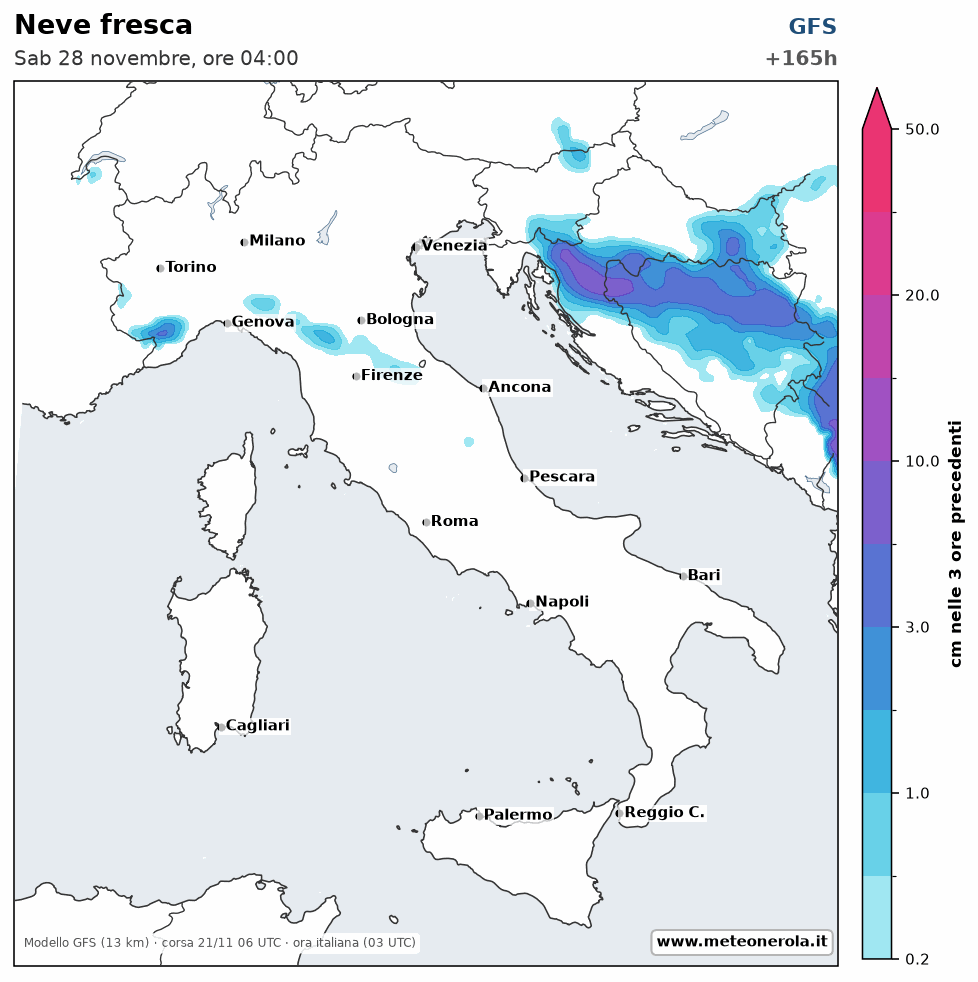 Neve fresca
GFS
Sab 28 novembre, ore 04:00
+165h
50.0
20.0
10.0
3.0
1.0
0.2
cm nelle 3 ore precedenti
Milano
Venezia
Torino
Genova
Bologna
Firenze
Ancona
Pescara
Roma
Bari
Napoli
Cagliari
Palermo
Reggio C.
Modello GFS (13 km) · corsa 21/11 06 UTC · ora italiana (03 UTC)
www.meteonerola.it